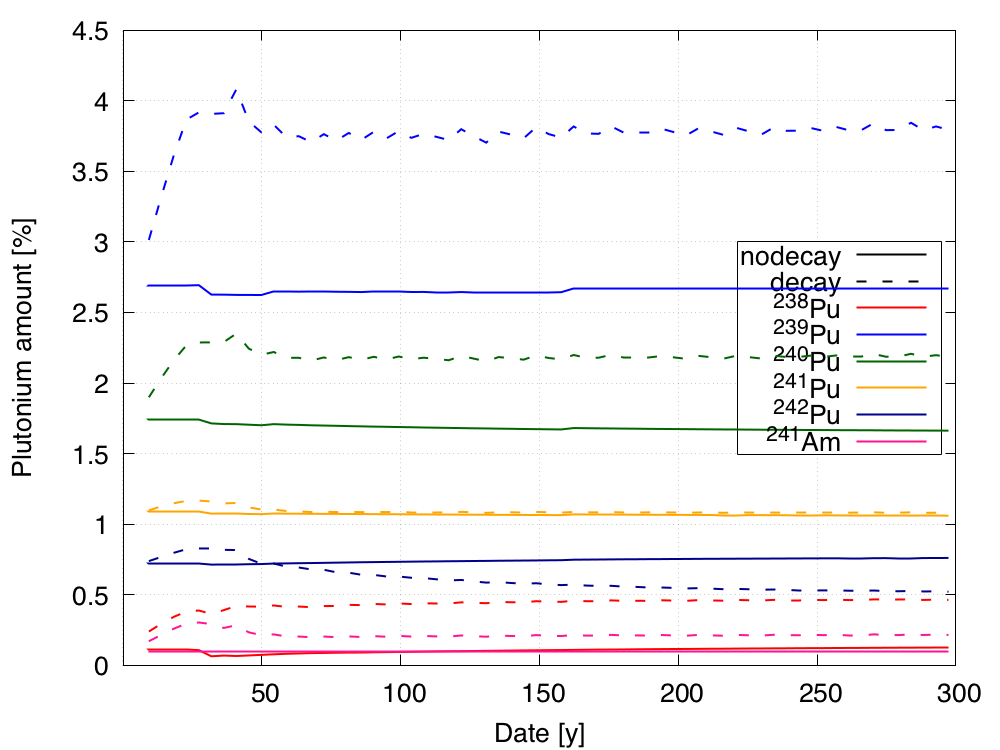 4.5
4
3.5
3
2.5
2
1.5
1
0.5
0
Plutonium amount [%]
nodecay
decay
²³⁸Pu
²³⁹Pu
²⁴⁰Pu
²⁴¹Pu
²⁴²Pu
²⁴¹Am
50 100 150 200 250 300
Date [y]